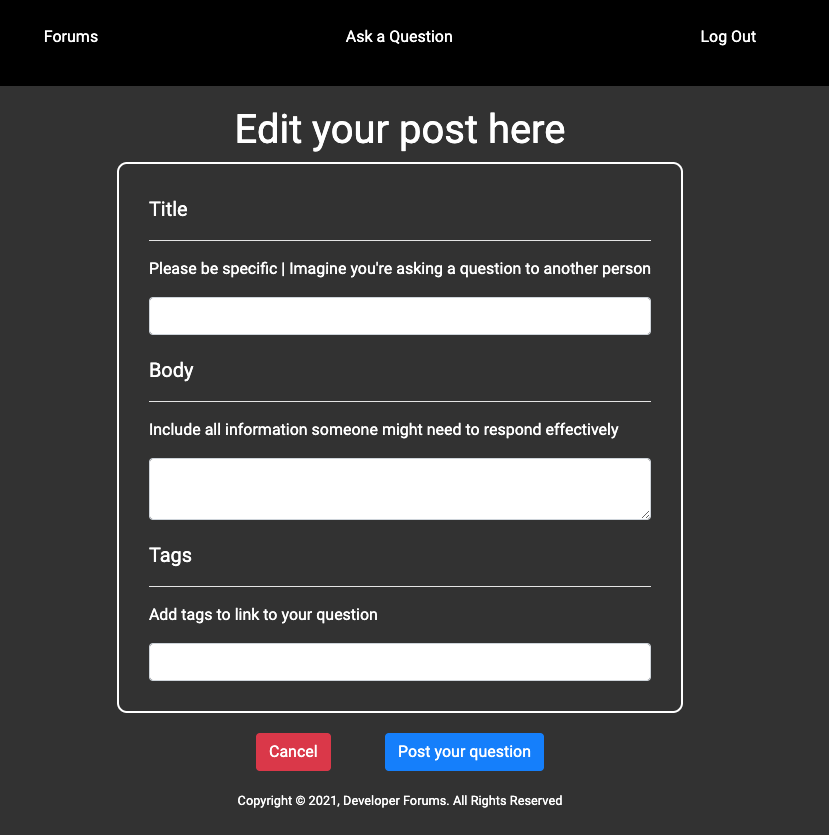 Forums Ask a Question Log Out
Edit your post here
Title
Please be specific | Imagine you're asking a question to another person
Body
Include all information someone might need to respond effectively
Tags
Add tags to link to your question
Cancel Post your question
Copyright © 2021, Developer Forums. All Rights Reserved